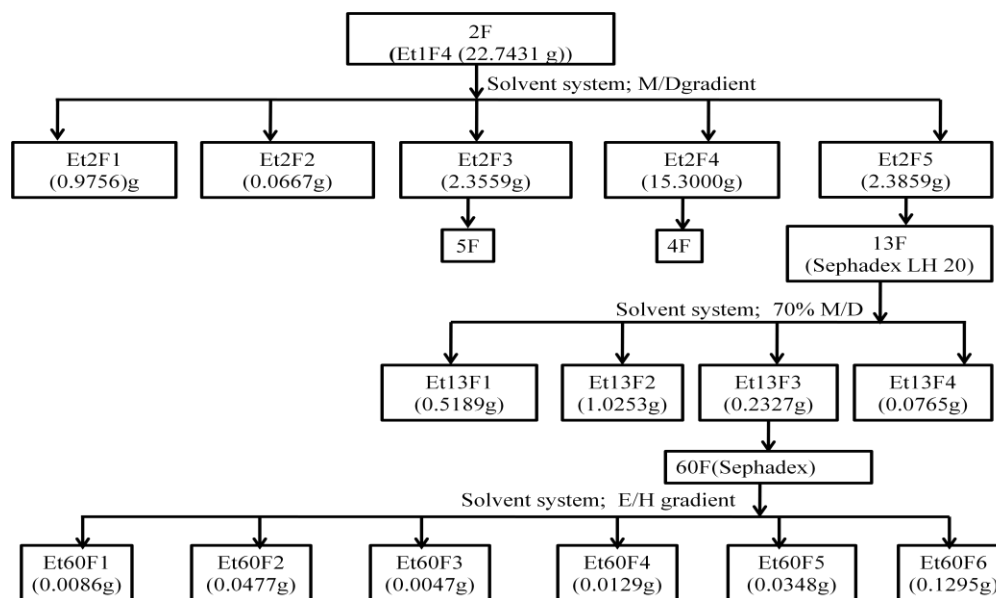 2F
(Et1F4 (22.7431 g))
Solvent system; M/Dgradient
Et2F1
(0.9756)g
Et2F2
(0.0667g)
Et2F3
(2.3559g)
Et2F4
(15.3000g)
Et2F5
(2.3859g)
5F
4F
13F
(Sephadex LH 20)
Solvent system; 70% M/D
Et13F1
(0.5189g)
Et13F2
(1.0253g)
Et13F3
(0.2327g)
Et13F4
(0.0765g)
60F(Sephadex)
Solvent system; E/H gradient
Et60F1
(0.0086g)
Et60F2
(0.0477g)
Et60F3
(0.0047g)
Et60F4
(0.0129g)
Et60F5
(0.0348g)
Et60F6
(0.1295g)